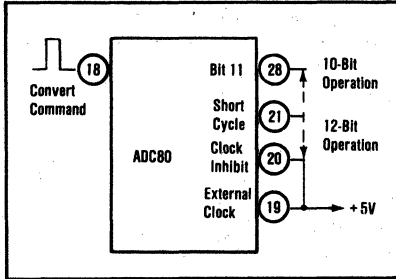 18
Convert
Command
ADC80
Bit 11
28
Short
Cycle
21
Clock
Inhibit
20
External
Clock
19
10-Bit
Operation
12-Bit
Operation
+5V